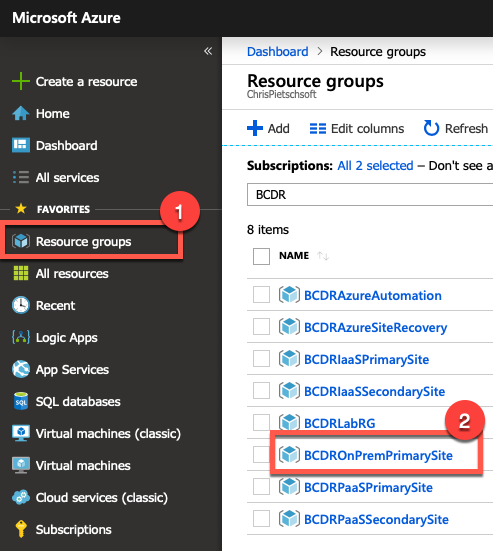 Microsoft Azure
«
Create a resource
Home
Dashboard
All services
FAVORITES
1
Resource groups
All resources
Recent
Logic Apps
App Services
SQL databases
Virtual machines (classic)
Virtual machines
Cloud services (classic)
Subscriptions
Dashboard > Resource groups
Resource groups
ChrisPietschsoft
Add Edit columns Refresh
Subscriptions: All 2 selected – Don't see a
BCDR
8 items
NAME ↑↓
BCDRAzureAutomation
BCDRAzureSiteRecovery
BCDRIaaSPrimarySite
BCDRIaaSSecondarySite
BCDRLabRG
2
BCDROnPremPrimarySite
BCDRPaaSPrimarySite
BCDRPaaSSecondarySite